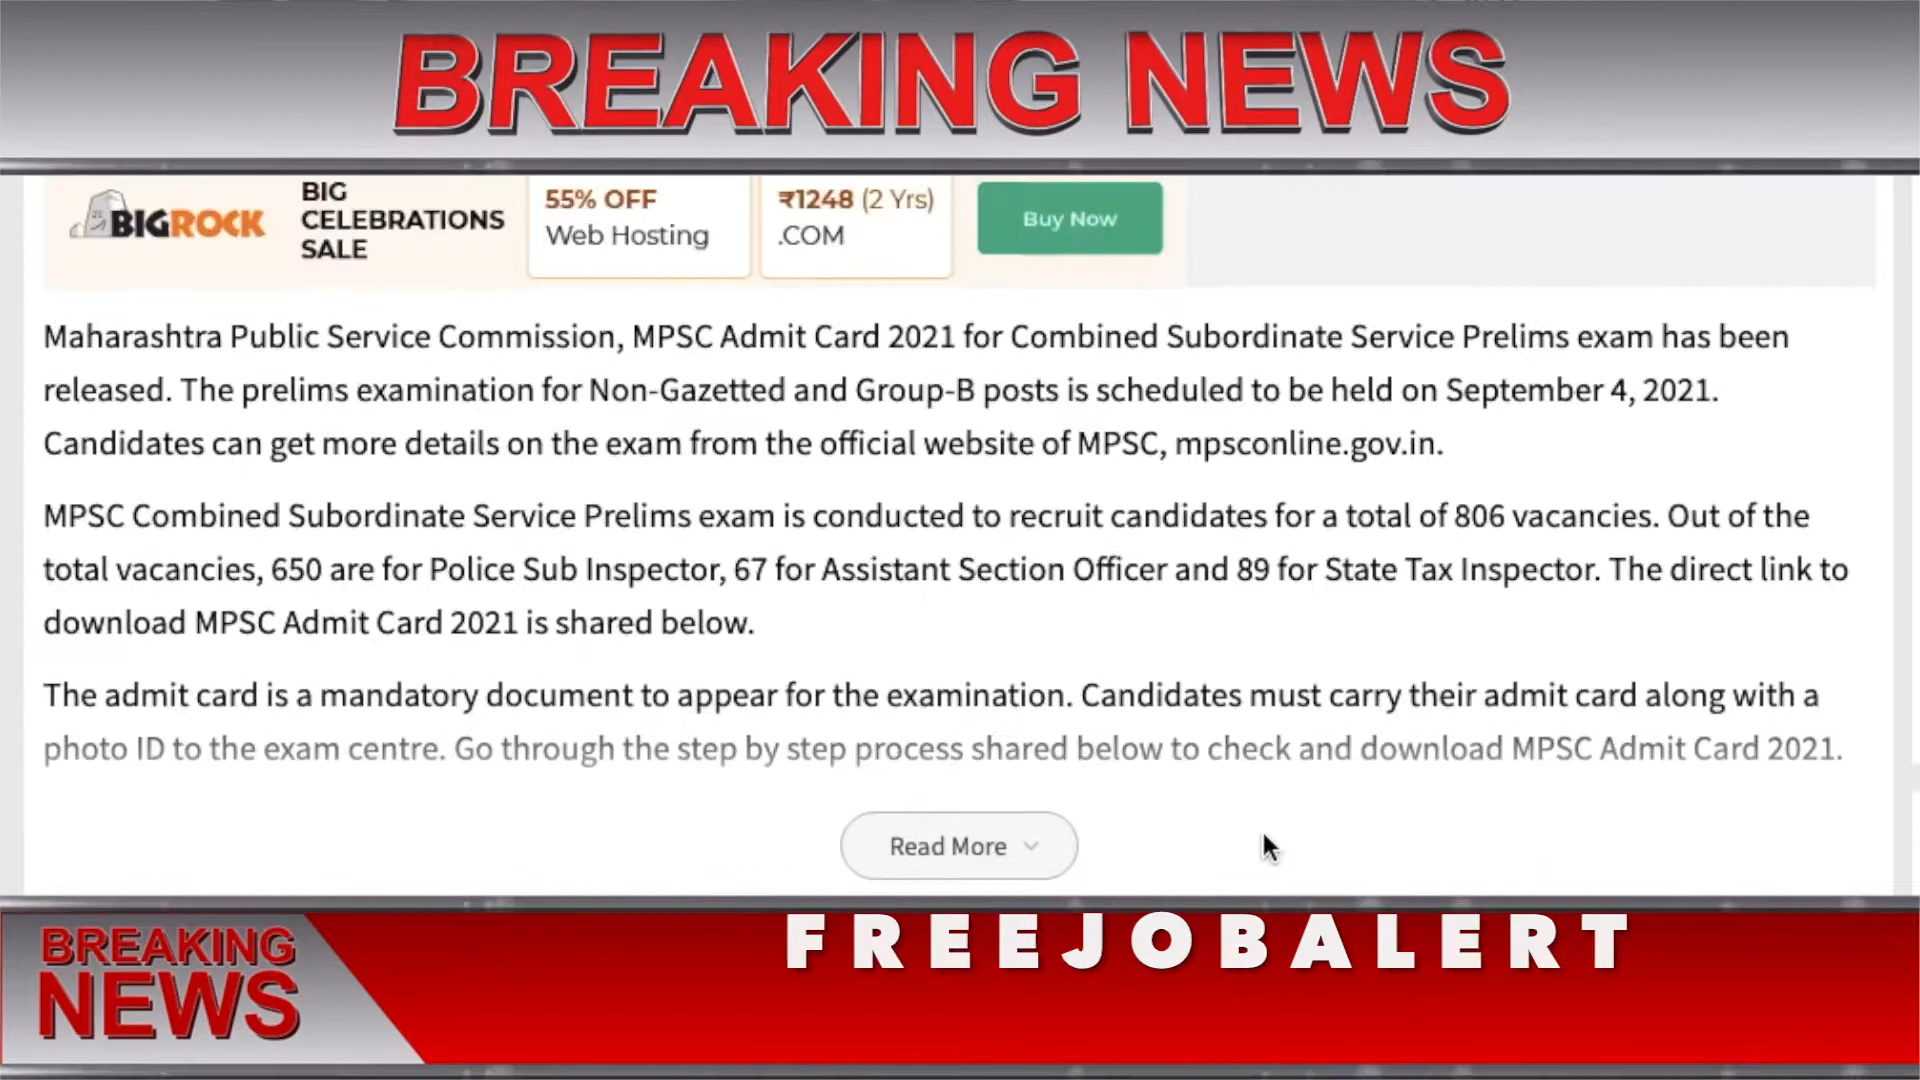 BREAKING NEWS
BIGROCK
BIG
CELEBRATIONS
SALE
55% OFF
Web Hosting
₹1248 (2 Yrs)
.COM
Buy Now
Maharashtra Public Service Commission, MPSC Admit Card 2021 for Combined Subordinate Service Prelims exam has been
released. The prelims examination for Non-Gazetted and Group-B posts is scheduled to be held on September 4, 2021.
Candidates can get more details on the exam from the official website of MPSC, mpsconline.gov.in.
MPSC Combined Subordinate Service Prelims exam is conducted to recruit candidates for a total of 806 vacancies. Out of the
total vacancies, 650 are for Police Sub Inspector, 67 for Assistant Section Officer and 89 for State Tax Inspector. The direct link to
download MPSC Admit Card 2021 is shared below.
The admit card is a mandatory document to appear for the examination. Candidates must carry their admit card along with a
photo ID to the exam centre. Go through the step by step process shared below to check and download MPSC Admit Card 2021.
Read More
FREEJOBALERT
BREAKING
NEWS